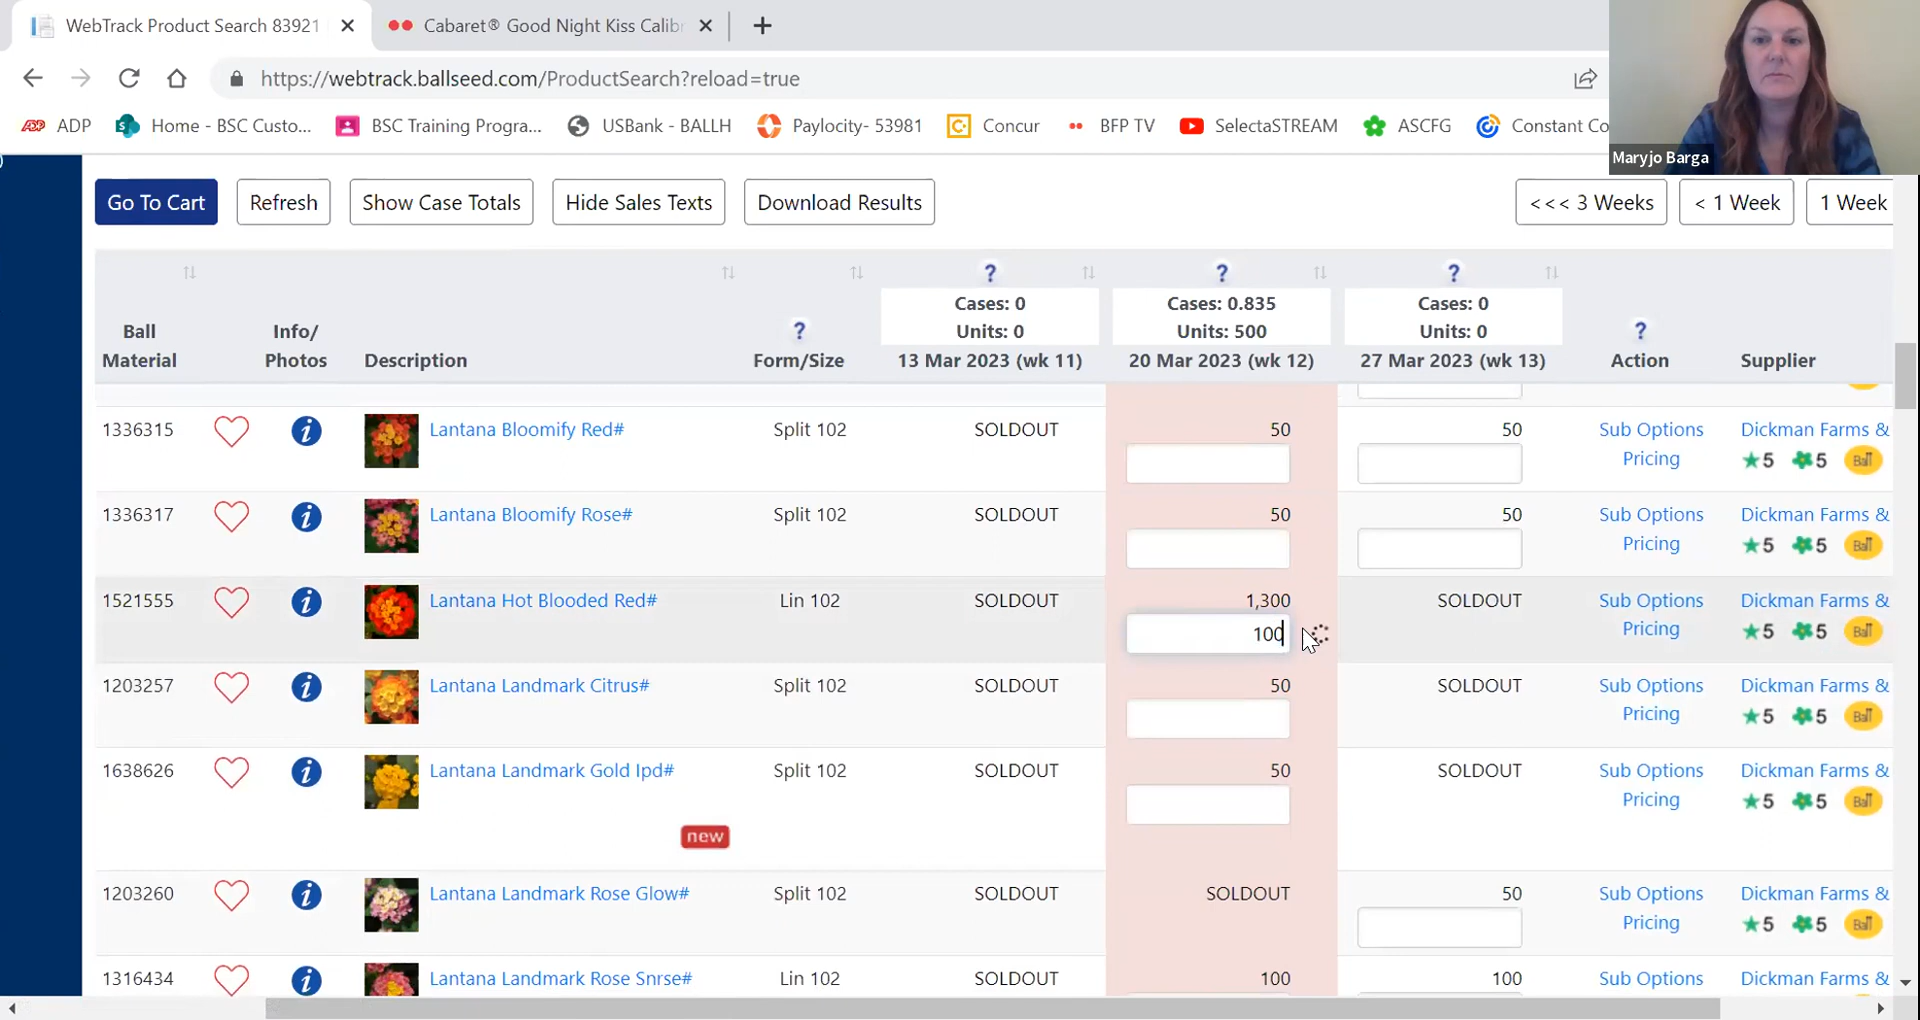 WebTrack Product Search 83921
Cabaret® Good Night Kiss Calibr
https://webtrack.ballseed.com/ProductSearch?reload=true
ADP ADP
Home - BSC Custo...
BSC Training Progra...
USBank - BALLH
Paylocity- 53981
Concur
BFP TV
SelectaSTREAM
ASCFG
Constant Co
Maryjo Barga
Go To Cart
Refresh
Show Case Totals
Hide Sales Texts
Download Results
<<< 3 Weeks
< 1 Week
1 Week
? ? ?
Cases: 0 Cases: 0.835 Cases: 0
Units: 0 Units: 500 Units: 0
Ball Material
Info/ Photos
Description
? Form/Size
13 Mar 2023 (wk 11)
20 Mar 2023 (wk 12)
27 Mar 2023 (wk 13)
? Action
Supplier
1336315 i Lantana Bloomify Red# Split 102 SOLDOUT 50 50 Sub Options Dickman Farms &
Pricing 5 5 Ball
1336317 i Lantana Bloomify Rose# Split 102 SOLDOUT 50 50 Sub Options Dickman Farms &
Pricing 5 5 Ball
1521555 i Lantana Hot Blooded Red# Lin 102 SOLDOUT 1,300 SOLDOUT Sub Options Dickman Farms &
100 Pricing 5 5 Ball
1203257 i Lantana Landmark Citrus# Split 102 SOLDOUT 50 SOLDOUT Sub Options Dickman Farms &
Pricing 5 5 Ball
1638626 i Lantana Landmark Gold Ipd# Split 102 SOLDOUT 50 SOLDOUT Sub Options Dickman Farms &
Pricing 5 5 Ball
new
1203260 i Lantana Landmark Rose Glow# Split 102 SOLDOUT SOLDOUT 50 Sub Options Dickman Farms &
Pricing 5 5 Ball
1316434 i Lantana Landmark Rose Snrse# Lin 102 SOLDOUT 100 100 Sub Options Dickman Farms &